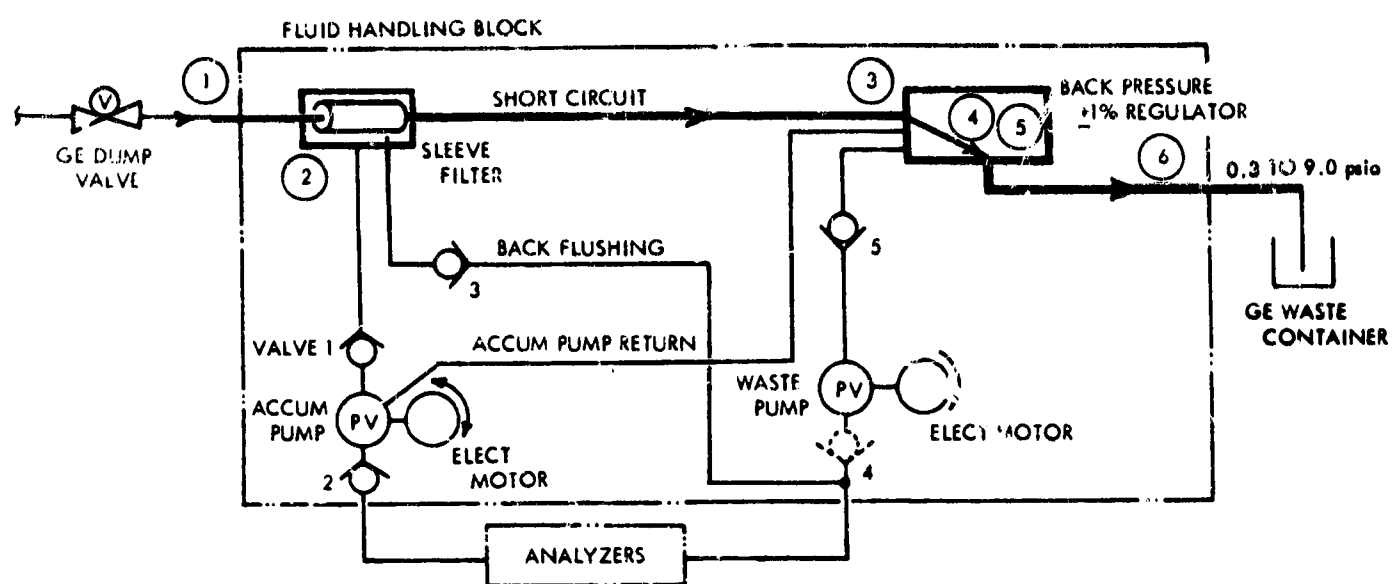 FLUID HANDLING BLOCK
1
3
BACK PRESSURE
±1% REGULATOR
V
SHORT CIRCUIT
4
5
6
0.3 TO 9.0 psia
GE DUMP
VALVE
2
SLEEVE
FILTER
BACK FLUSHING
3
5
GE WASTE
CONTAINER
VALVE 1
ACCUM PUMP RETURN
WASTE
PUMP
PV
ACCUM
PUMP
PV
ELECT MOTOR
ELECT
MOTOR
2
4
ANALYZERS